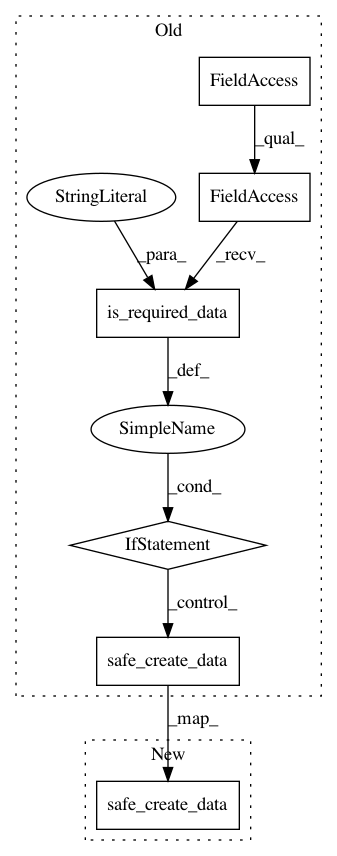 Old
FieldAccess
_qual_
StringLiteral
FieldAccess
_para_
_recv_
is_required_data
_def_
SimpleName
_cond_
IfStatement
_control_
safe_create_data
_map_
New
safe_create_data